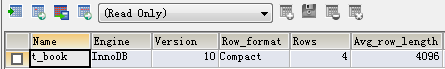 (Read Only)
Name Engine Version Row_format Rows Avg_row_length
t_book InnoDB 10 Compact 4 4096